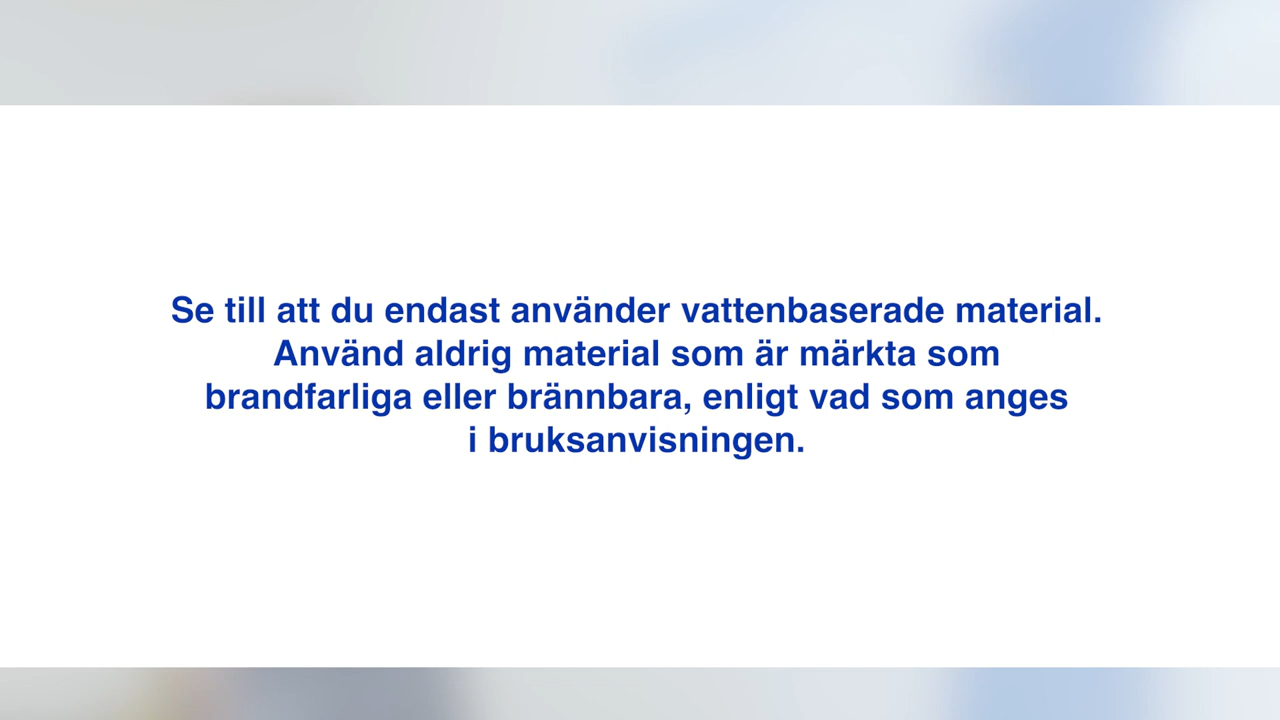 Se till att du endast använder vattenbaserade material.
Använd aldrig material som är märkta som
brandfarliga eller brännbara, enligt vad som anges
i bruksanvisningen.